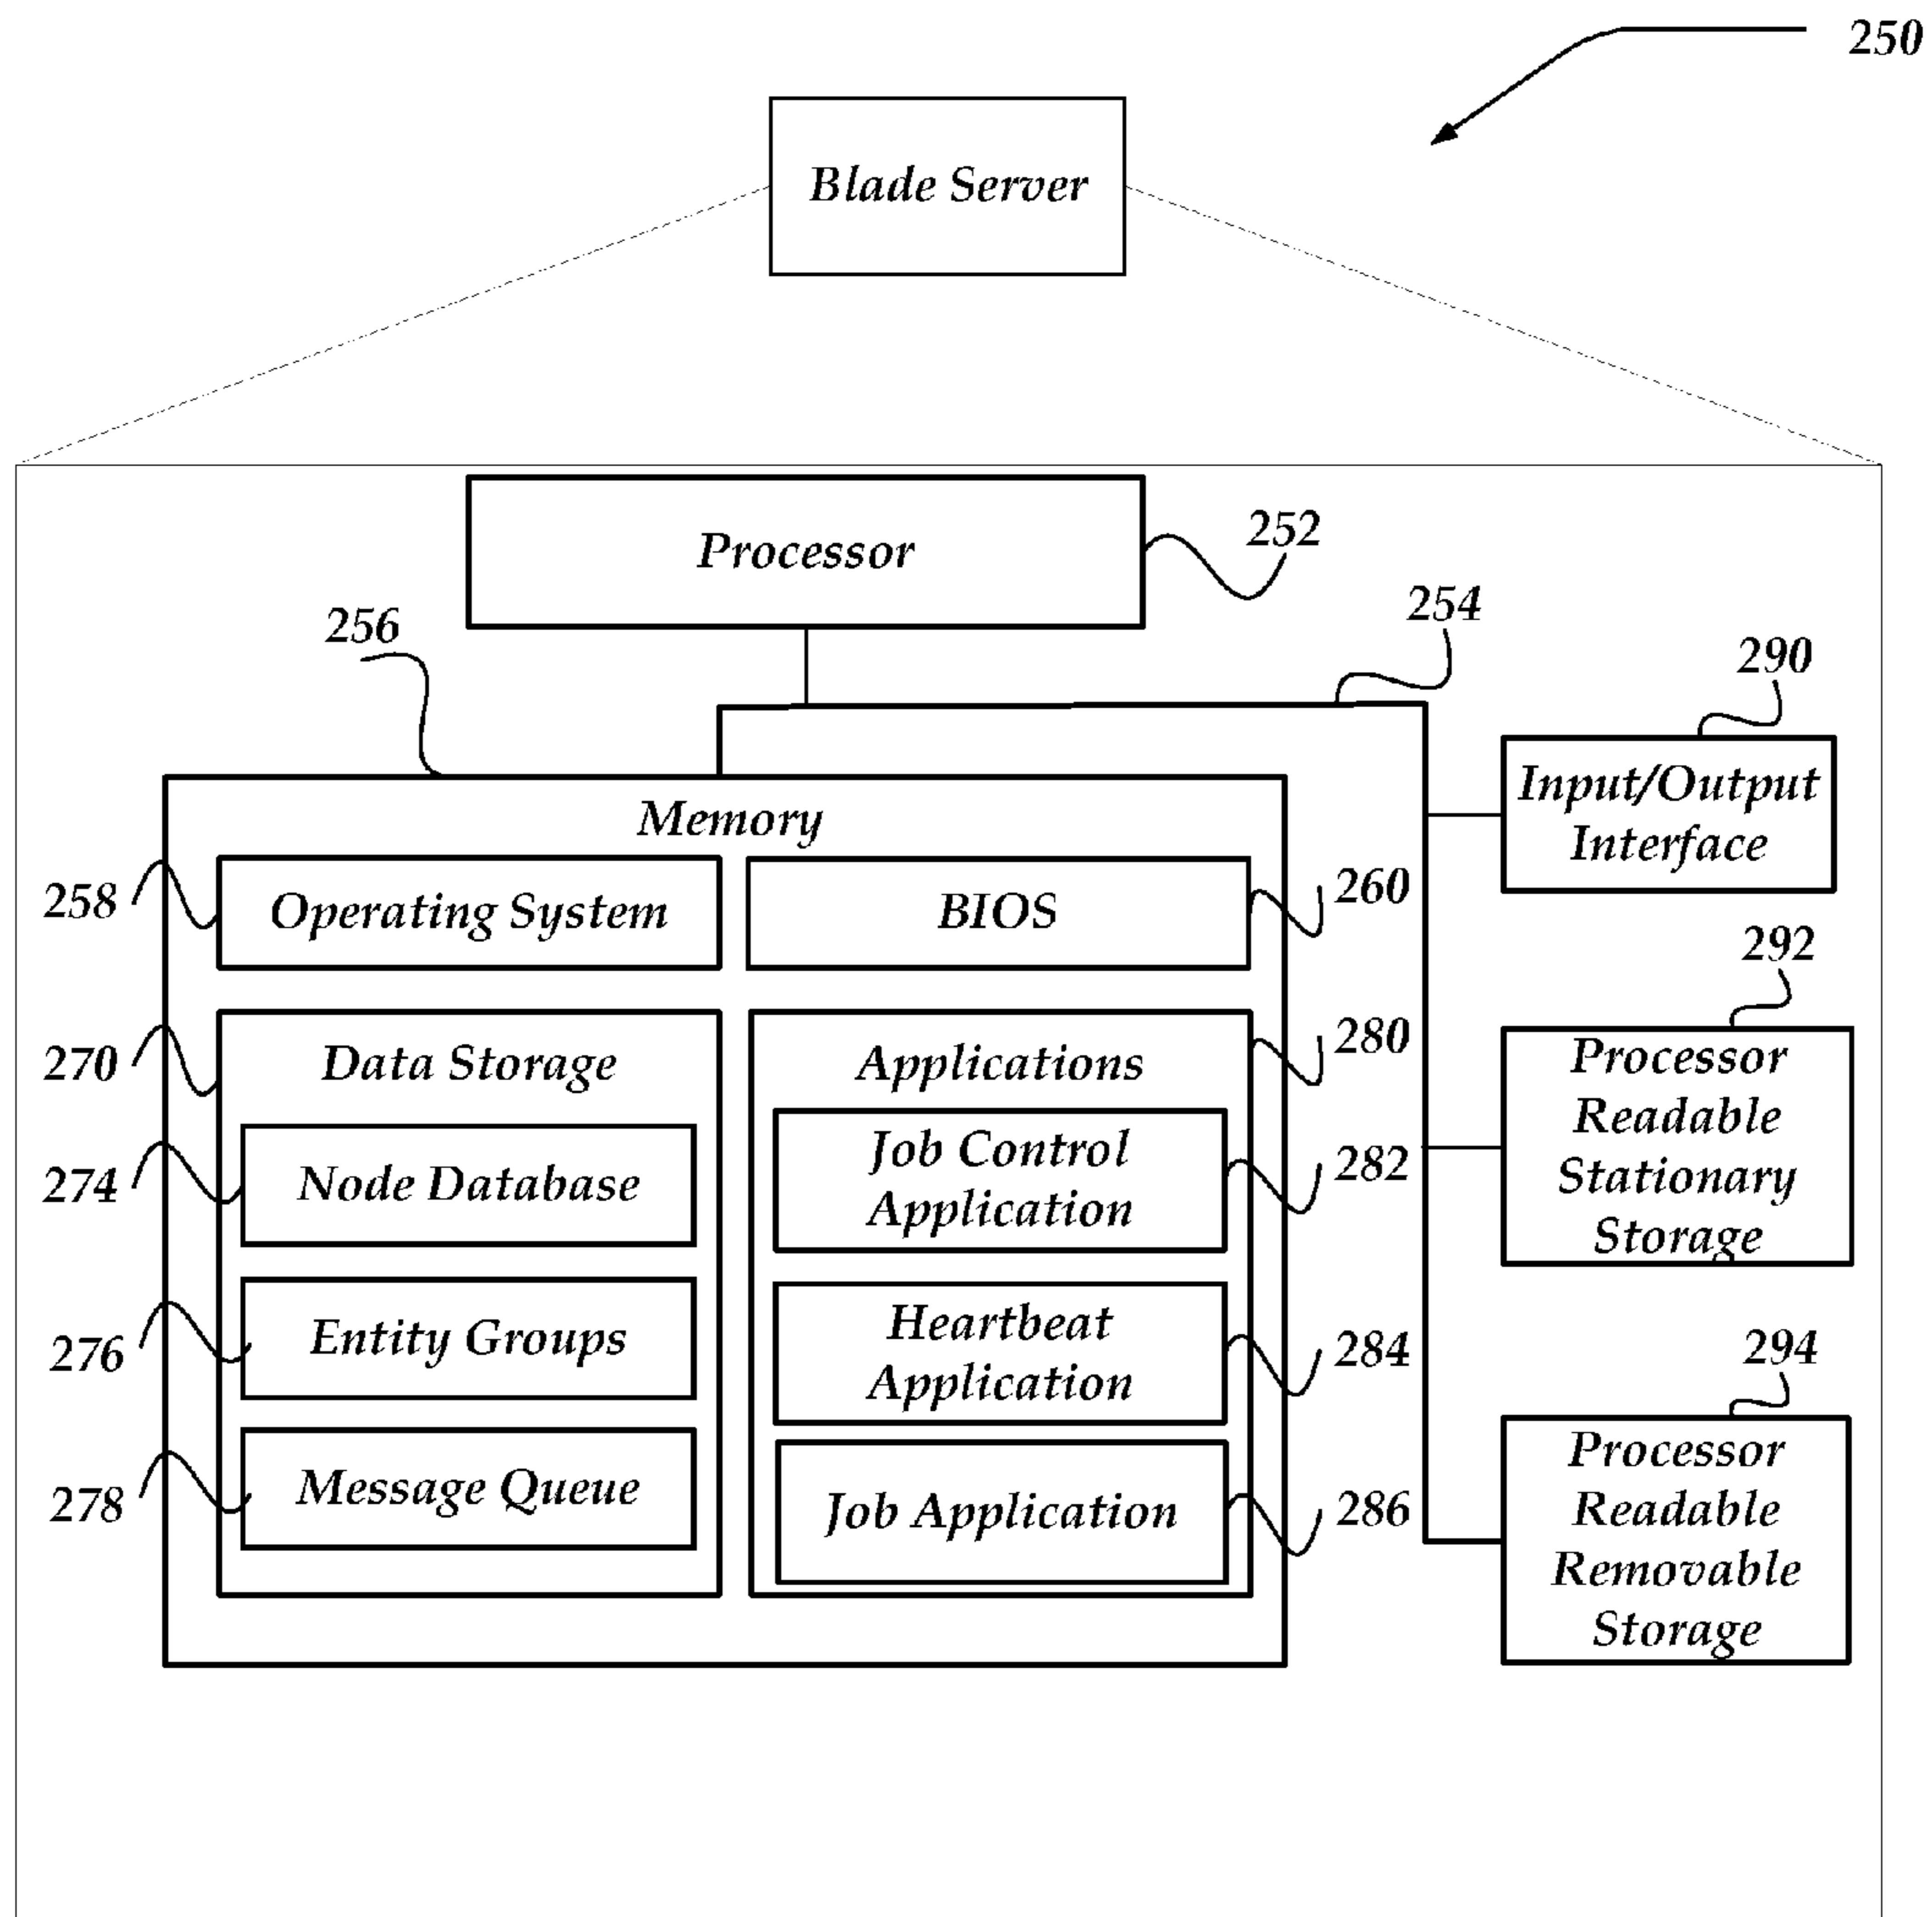 250
Blade Server
Processor
252
256
254
290
Input/Output
Interface
Memory
258
Operating System
BIOS
260
292
Processor
Readable
Stationary
Storage
270
Data Storage
Applications
280
274
Node Database
Job Control
Application
282
276
Entity Groups
Heartbeat
Application
284
294
Processor
Readable
Removable
Storage
278
Message Queue
Job Application
286